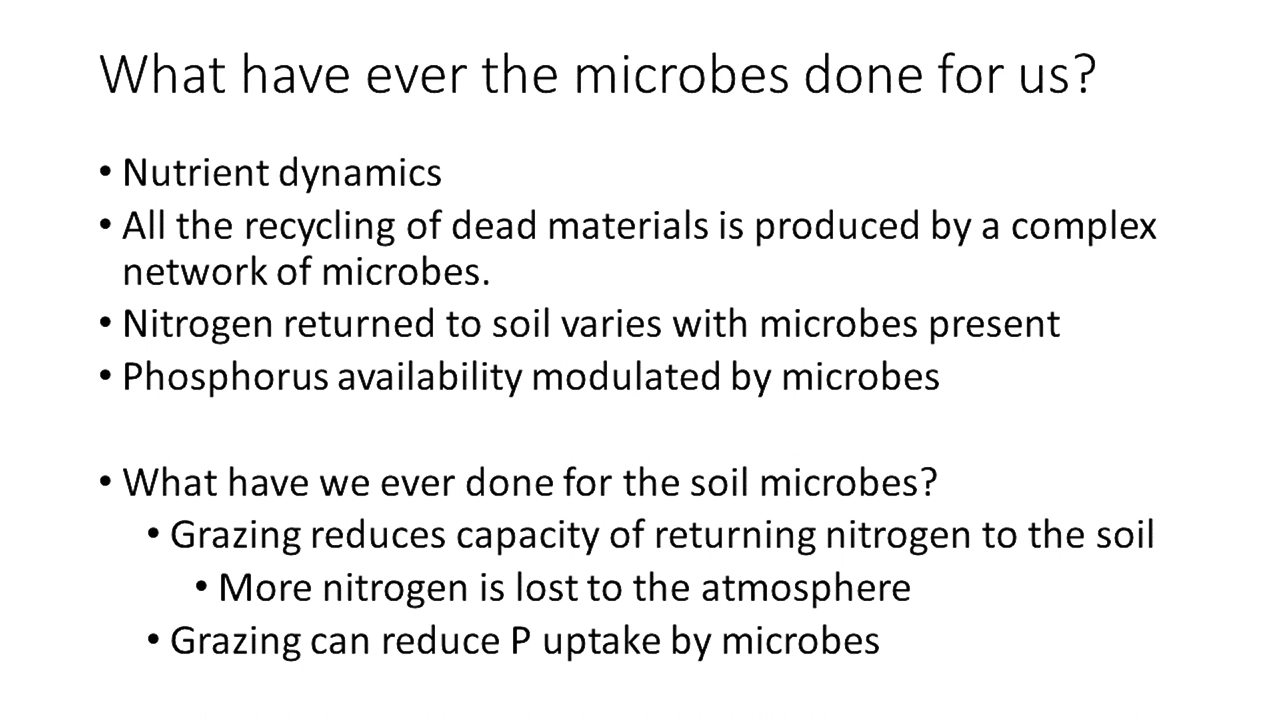 What have ever the microbes done for us?
• Nutrient dynamics
• All the recycling of dead materials is produced by a complex
network of microbes.
• Nitrogen returned to soil varies with microbes present
• Phosphorus availability modulated by microbes
• What have we ever done for the soil microbes?
• Grazing reduces capacity of returning nitrogen to the soil
• More nitrogen is lost to the atmosphere
• Grazing can reduce P uptake by microbes